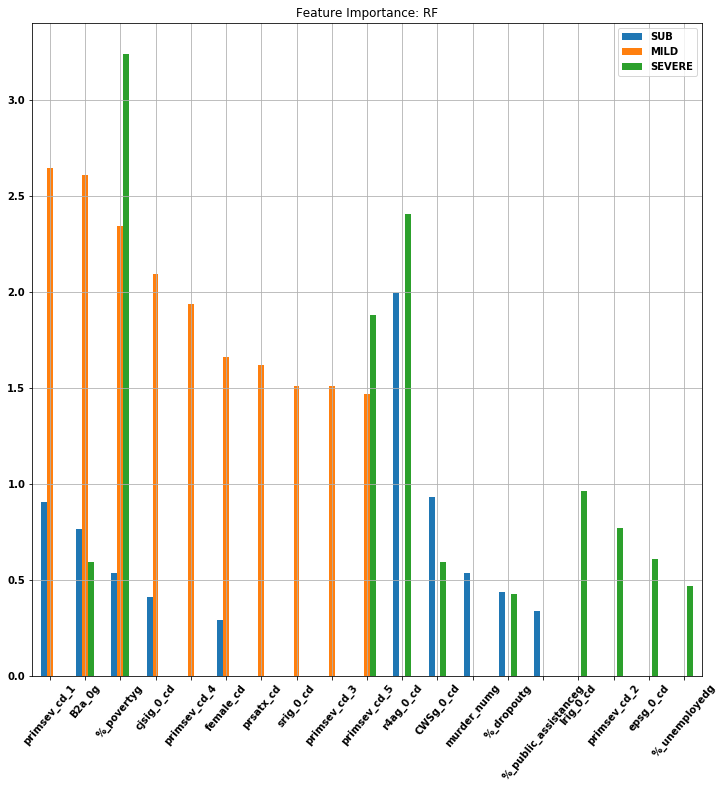 Feature Importance: RF
SUB
MILD
SEVERE
3.0
2.5
2.0
1.5
1.0
0.5
0.0
primsev_cd_1
B2a_0g
%_povertyg
cjsig_0_cd
primsev_cd_4
female_cd
prsatx_cd
srig_0_cd
primsev_cd_3
primsev_cd_5
r4ag_0_cd
CWSg_0_cd
murder_numg
%_dropoutg
%_public_assistanceg
lrig_0_cd
primsev_cd_2
epsg_0_cd
%_unemployedg